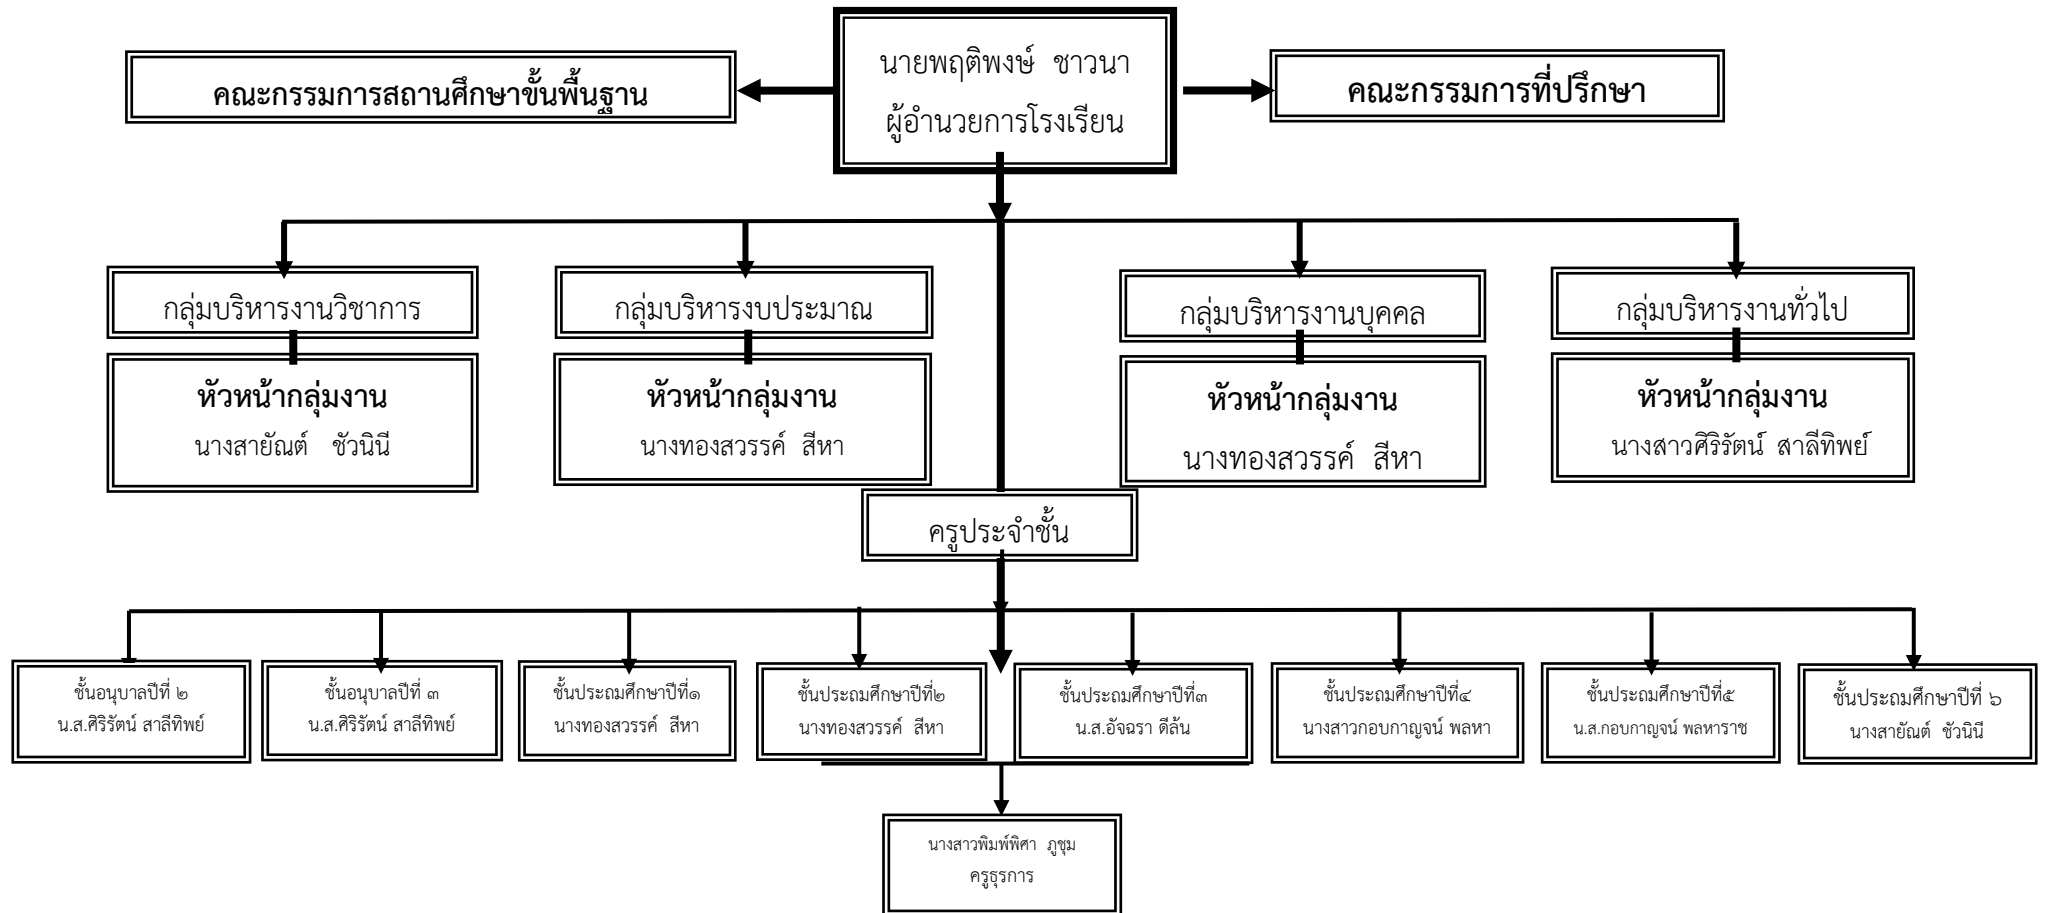 นายพฤติพงษ์ ชาวนา
ผู้อำนวยการโรงเรียน
คณะกรรมการสถานศึกษาขั้นพื้นฐาน
คณะกรรมการที่ปรึกษา
กลุ่มบริหารงานวิชาการ
หัวหน้ากลุ่มงาน
นางสายัณต์ ชัวนินี
กลุ่มบริหารงบประมาณ
หัวหน้ากลุ่มงาน
นางทองสวรรค์ สีหา
กลุ่มบริหารงานบุคคล
หัวหน้ากลุ่มงาน
นางทองสวรรค์ สีหา
กลุ่มบริหารงานทั่วไป
หัวหน้ากลุ่มงาน
นางสาวศิริรัตน์ สาลีทิพย์
ครูประจำชั้น
ชั้นอนุบาลปีที่ ๒
น.ส.ศิริรัตน์ สาลีทิพย์
ชั้นอนุบาลปีที่ ๓
น.ส.ศิริรัตน์ สาลีทิพย์
ชั้นประถมศึกษาปีที่๑
นางทองสวรรค์ สีหา
ชั้นประถมศึกษาปีที่๒
นางทองสวรรค์ สีหา
ชั้นประถมศึกษาปีที่๓
น.ส.อัจฉรา ดีล้น
ชั้นประถมศึกษาปีที่๔
นางสาวกอบกาญจน์ พลหา
ชั้นประถมศึกษาปีที่๕
น.ส.กอบกาญจน์ พลหาราช
ชั้นประถมศึกษาปีที่ ๖
นางสายัณต์ ชัวนินี
นางสาวพิมพ์พิศา ภูชุม
ครูธุรการ